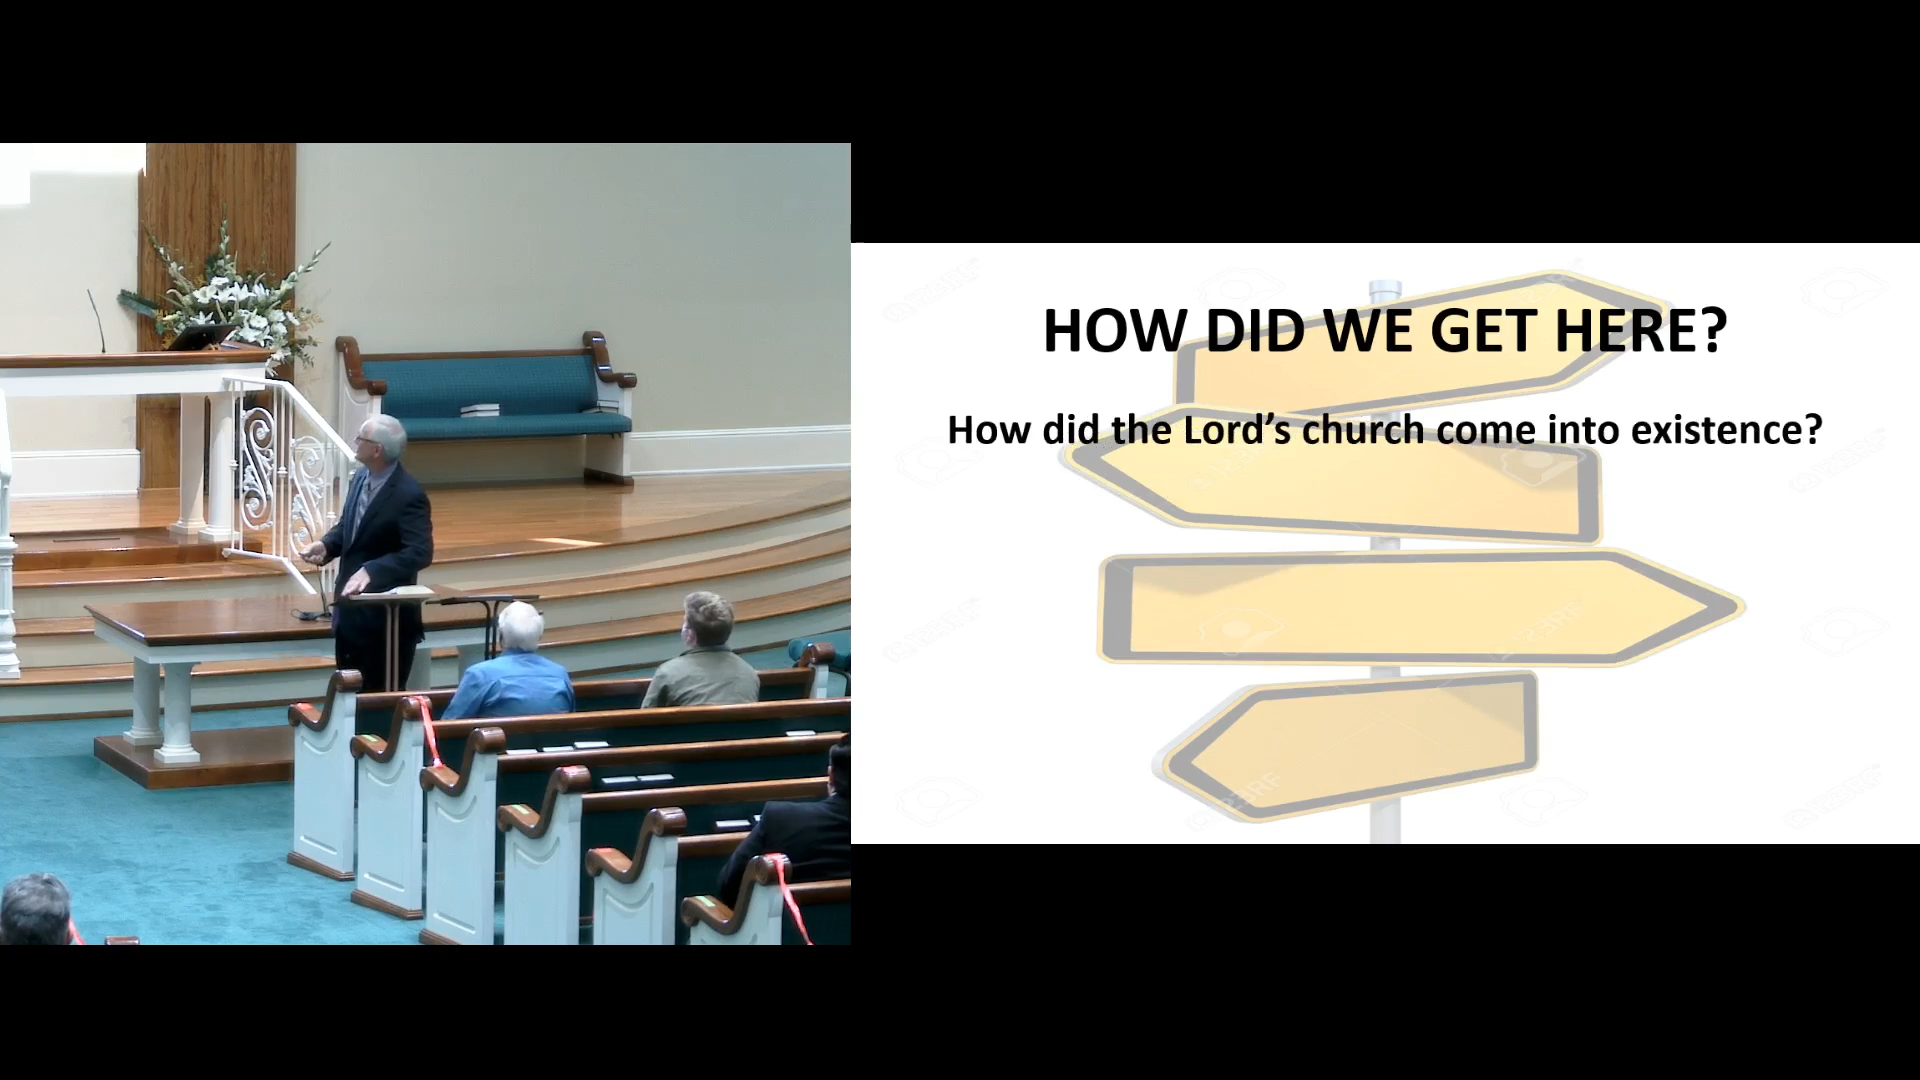 HOW DID WE GET HERE?
How did the Lord’s church come into existence?